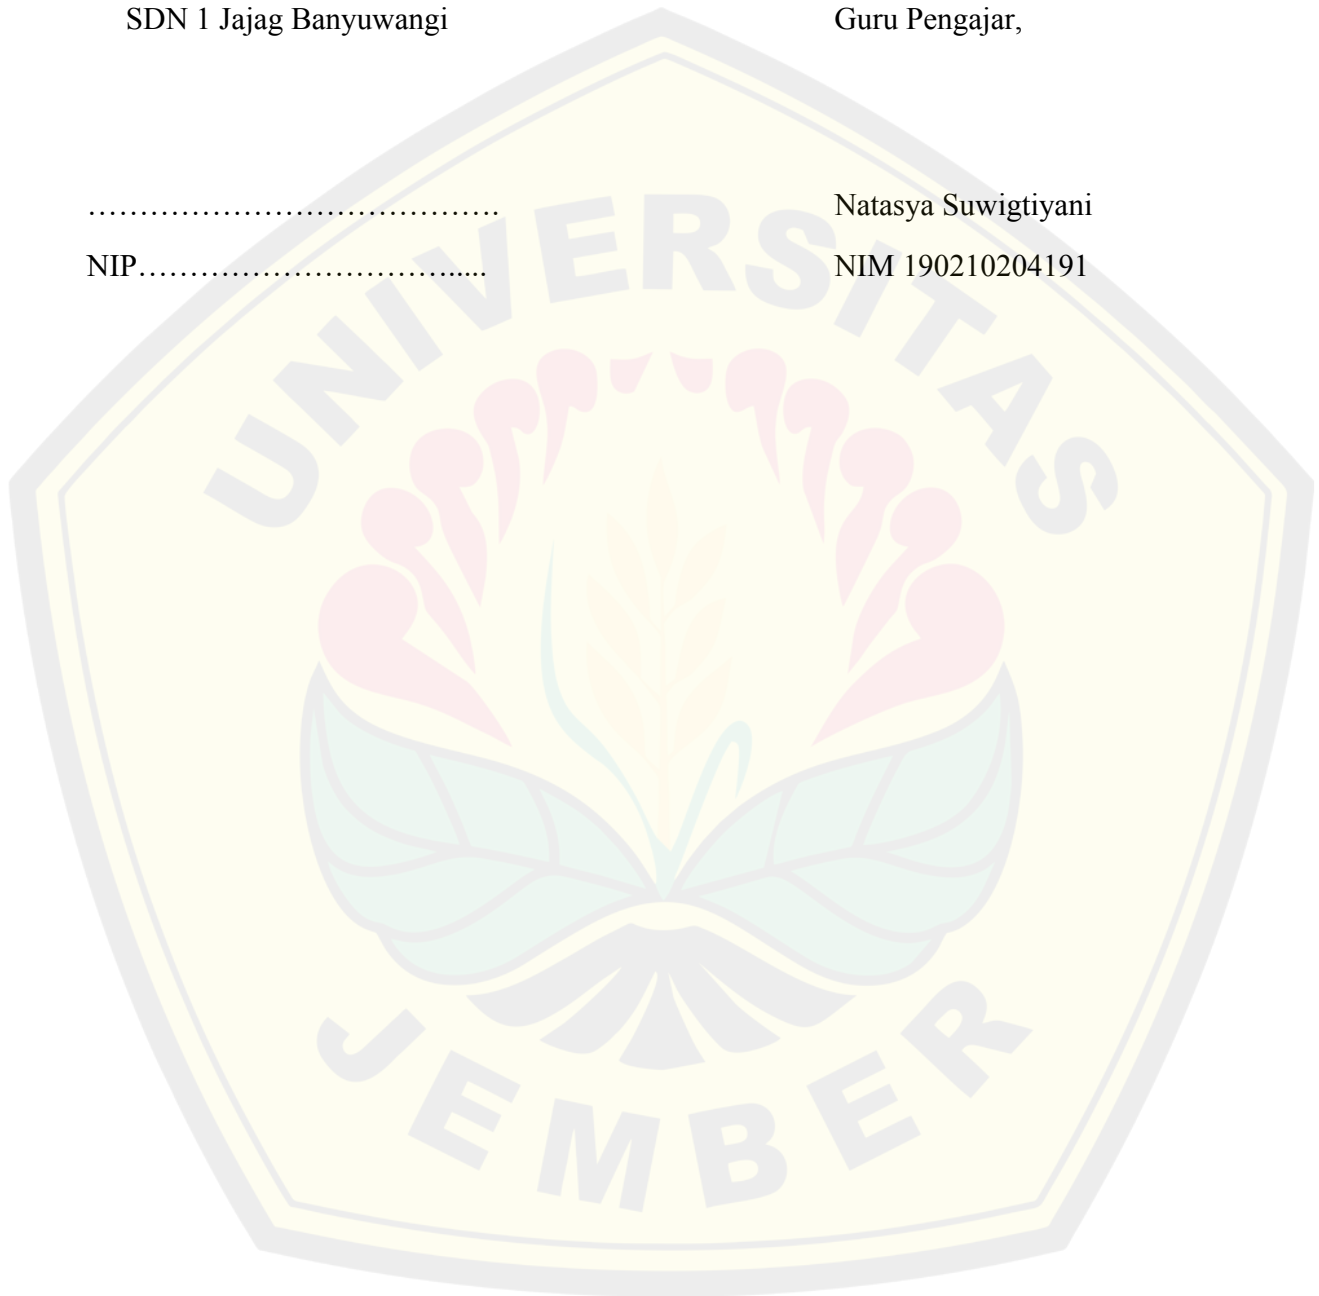 SDN 1 Jajag Banyuwangi Guru Pengajar,
……………………………………. Natasya Suwigtiyani
NIP………………………….…..... NIM 190210204191
UNIVERSITAS
JEMBER